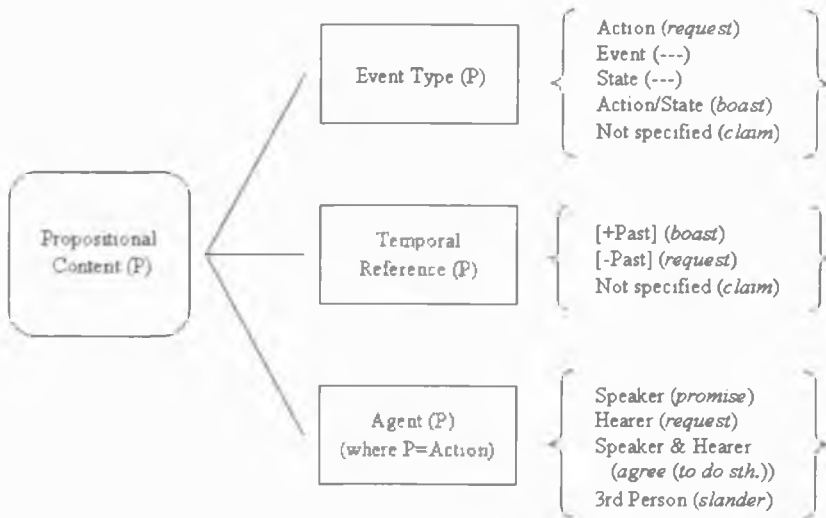 Propositional
Content (P)
Event Type (P)
Action (request)
Event (---)
State (---)
Action/State (boast)
Not specified (claim)
Temporal
Reference (P)
[+Past] (boast)
[-Past] (request)
Not specified (claim)
Agent (P)
(where P=Action)
Speaker (promise)
Hearer (request)
Speaker & Hearer
(agree (to do sth.))
3rd Person (slander)